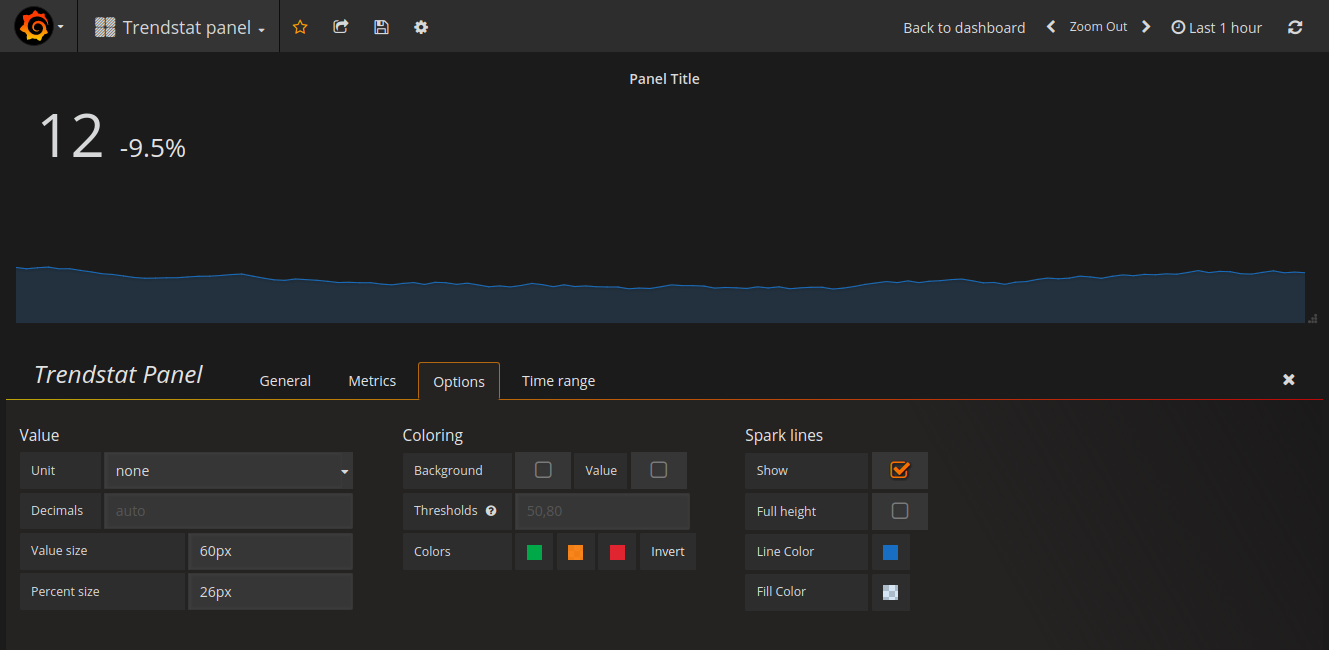 Trendstat panel
Back to dashboard Zoom Out Last 1 hour
Panel Title
12 -9.5%
Trendstat Panel General Metrics Options Time range
Value
Unit none
Decimals auto
Value size 60px
Percent size 26px
Coloring
Background Value
Thresholds 50,80
Colors Invert
Spark lines
Show
Full height
Line Color
Fill Color